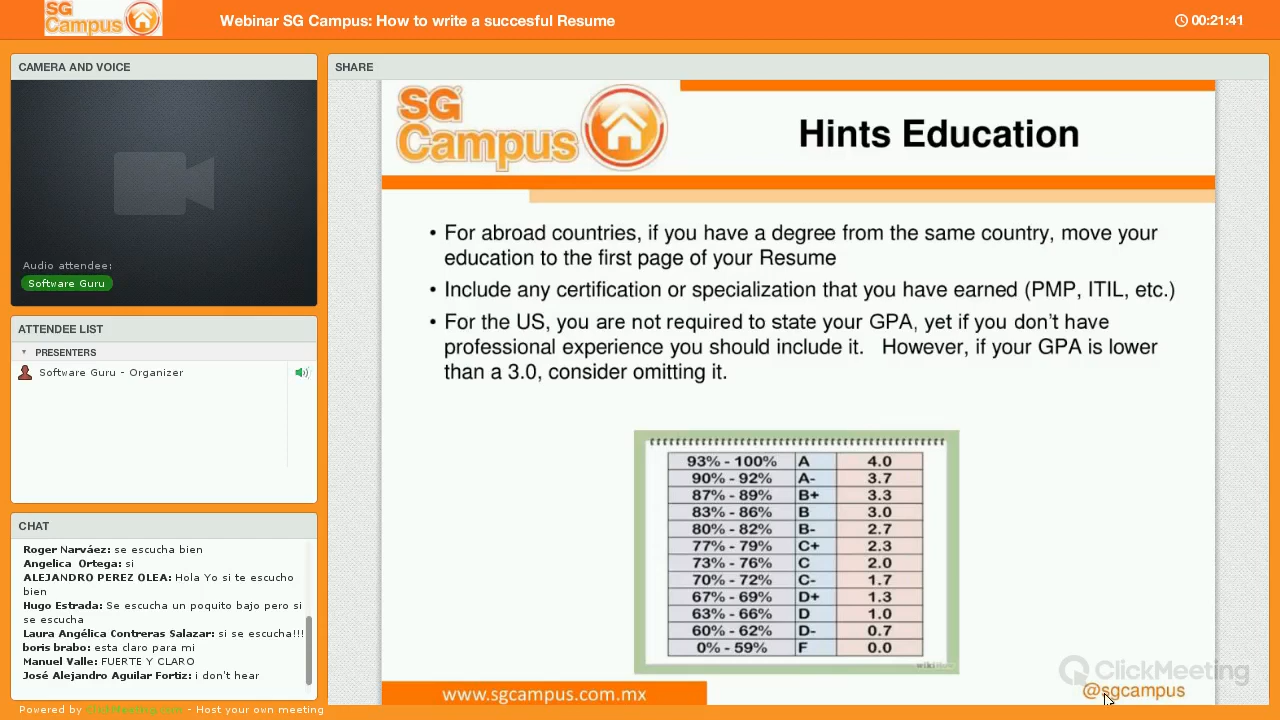 SG
Campus
Webinar SG Campus: How to write a succesful Resume
00:21:41
CAMERA AND VOICE
Audio attendee:
Software Guru
ATTENDEE LIST
PRESENTERS
Software Guru - Organizer
CHAT
Roger Narváez: se escucha bien
Angelica Ortega: si
ALEJANDRO PEREZ OLEA: Hola Yo si te escucho
bien
Hugo Estrada: Se escucha un poquito bajo pero si
se escucha
Laura Angélica Contreras Salazar: si se escucha!!!
boris brabo: esta claro para mi
Manuel Valle: FUERTE Y CLARO
José Alejandro Aguilar Fortiz: i don't hear
Powered by ClickMeeting.com - Host your own meeting
SHARE
SG
Campus
Hints Education
• For abroad countries, if you have a degree from the same country, move your
education to the first page of your Resume
• Include any certification or specialization that you have earned (PMP, ITIL, etc.)
• For the US, you are not required to state your GPA, yet if you don't have
professional experience you should include it. However, if your GPA is lower
than a 3.0, consider omitting it.
93% - 100% A 4.0
90% - 92% A- 3.7
87% - 89% B+ 3.3
83% - 86% B 3.0
80% - 82% B- 2.7
77% - 79% C+ 2.3
73% - 76% C 2.0
70% - 72% C- 1.7
67% - 69% D+ 1.3
63% - 66% D 1.0
60% - 62% D- 0.7
0% - 59% F 0.0
www.sgcampus.com.mx
ClickMeeting
@sgcampus